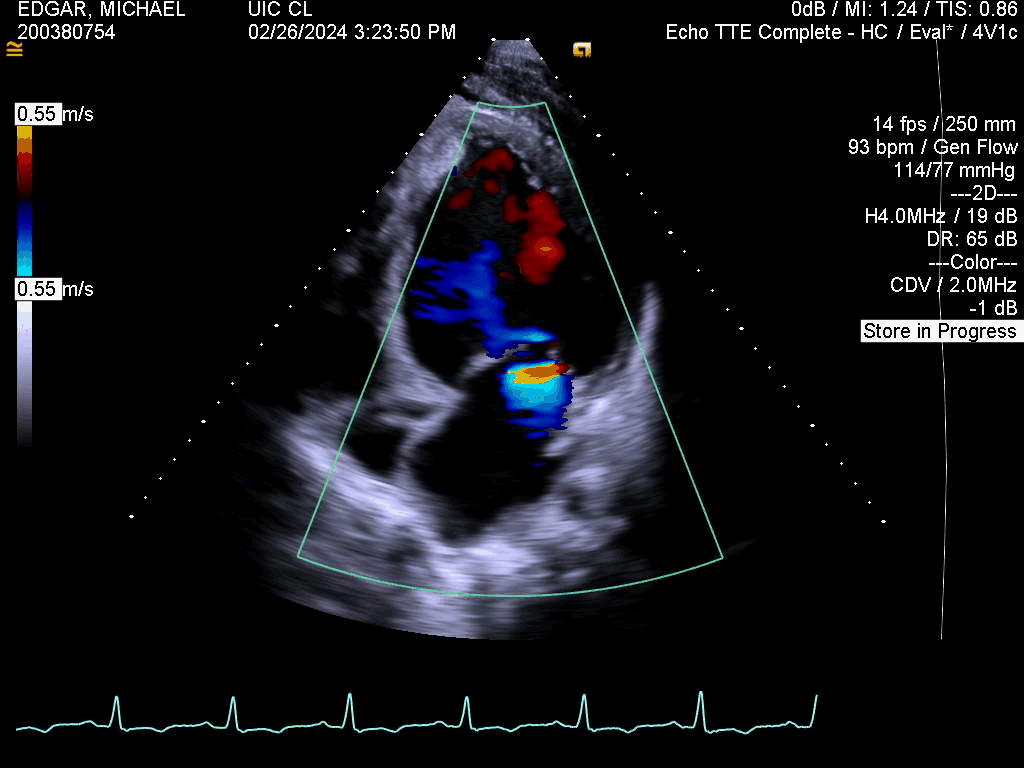 EDGAR, MICHAEL
200380754
UIC CL
02/26/2024 3:23:50 PM
0dB / MI: 1.24 / TIS: 0.86
Echo TTE Complete - HC / Eval* / 4V1c
0.55 m/s
0.55 m/s
14 fps / 250 mm
93 bpm / Gen Flow
114/77 mmHg
---2D---
H4.0MHz / 19 dB
DR: 65 dB
---Color---
CDV / 2.0MHz
-1 dB
Store in Progress